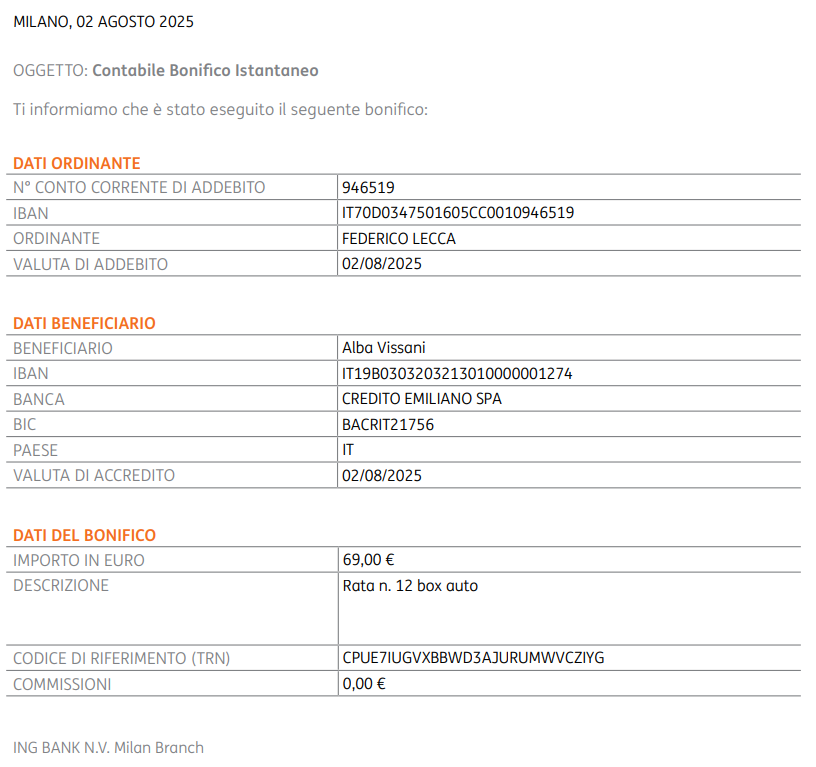 MILANO, 02 AGOSTO 2025
OGGETTO: Contabile Bonifico Istantaneo
Ti informiamo che è stato eseguito il seguente bonifico:
DATI ORDINANTE
N° CONTO CORRENTE DI ADDEBITO 946519
IBAN IT70D0347501605CC0010946519
ORDINANTE FEDERICO LECCA
VALUTA DI ADDEBITO 02/08/2025
DATI BENEFICIARIO
BENEFICIARIO Alba Vissani
IBAN IT19B0303203213010000001274
BANCA CREDITO EMILIANO SPA
BIC BACRIT21756
PAESE IT
VALUTA DI ACCREDITO 02/08/2025
DATI DEL BONIFICO
IMPORTO IN EURO 69,00 €
DESCRIZIONE Rata n. 12 box auto
CODICE DI RIFERIMENTO (TRN) CPUE7IUGVXBBWD3AJURUMWVCZIYG
COMMISSIONI 0,00 €
ING BANK N.V. Milan Branch